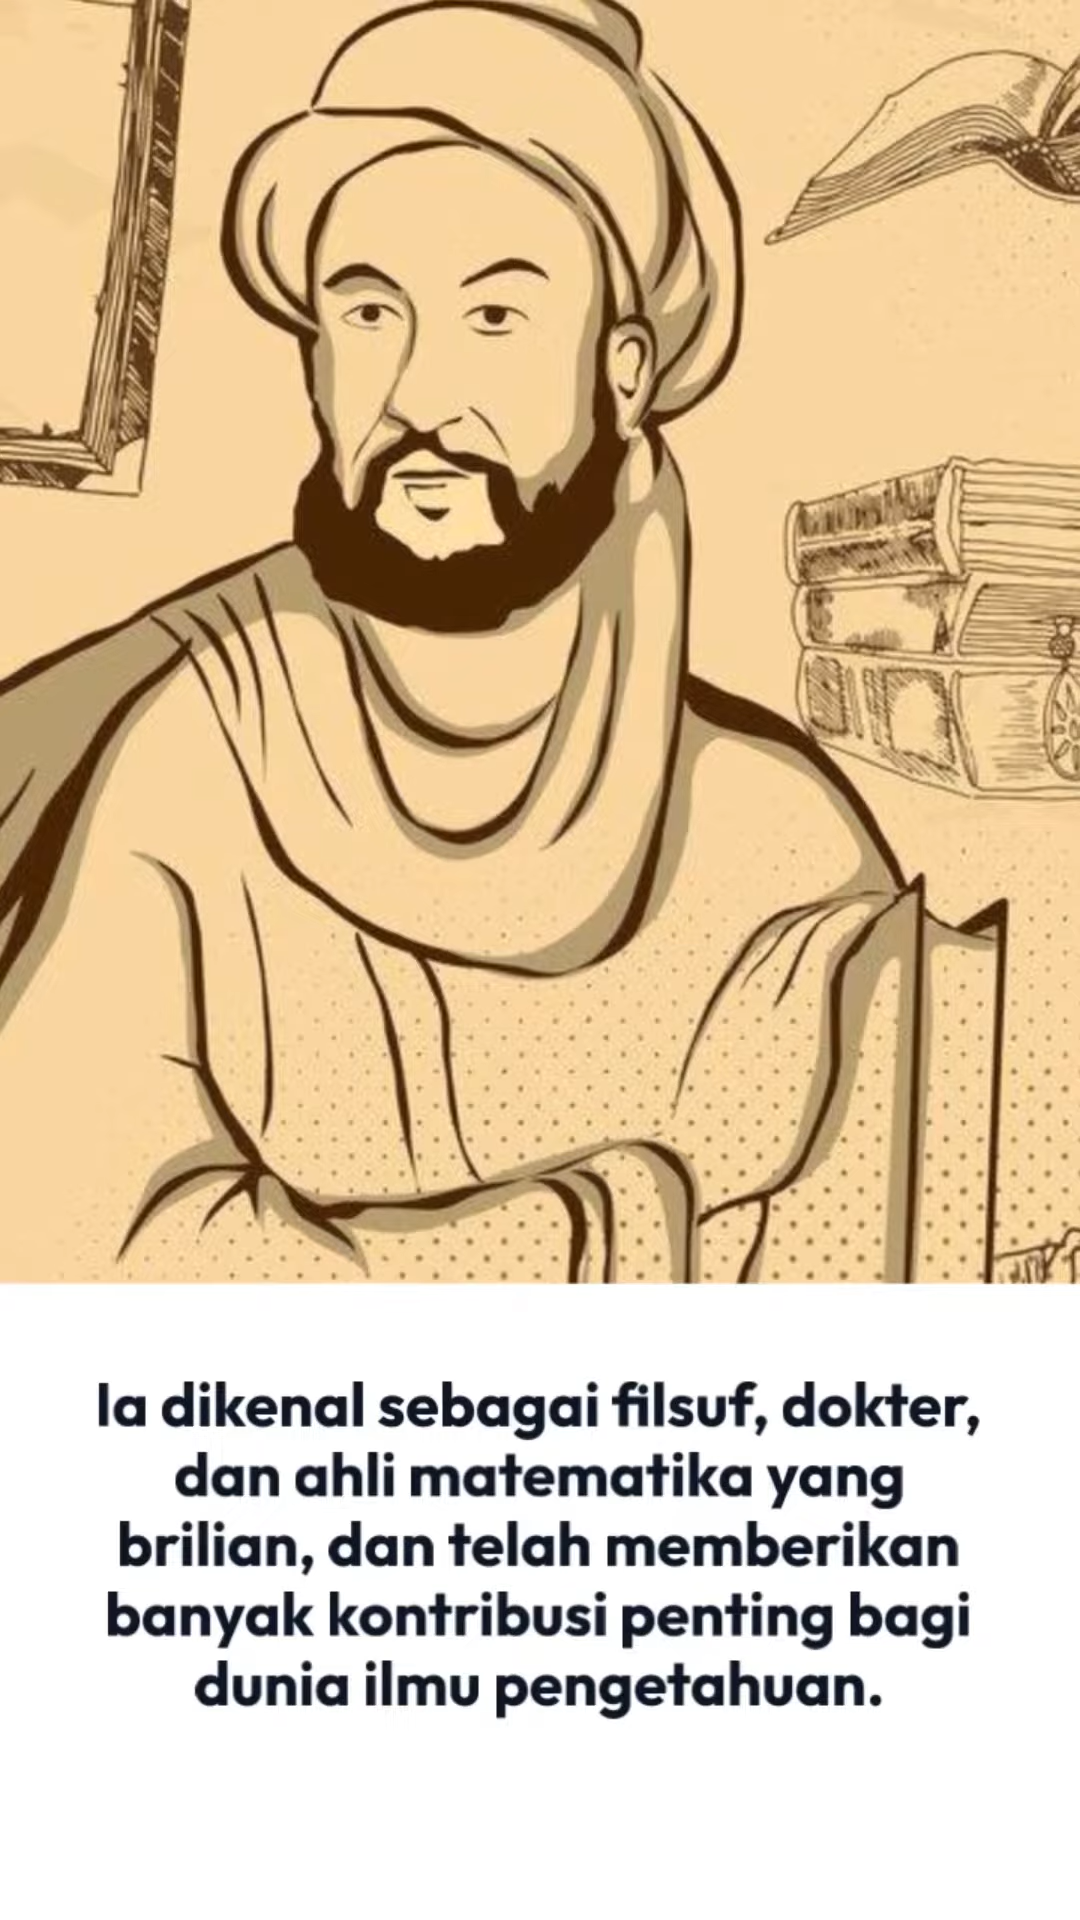 Ia dikenal sebagai filsuf, dokter,
dan ahli matematika yang
brilian, dan telah memberikan
banyak kontribusi penting bagi
dunia ilmu pengetahuan.